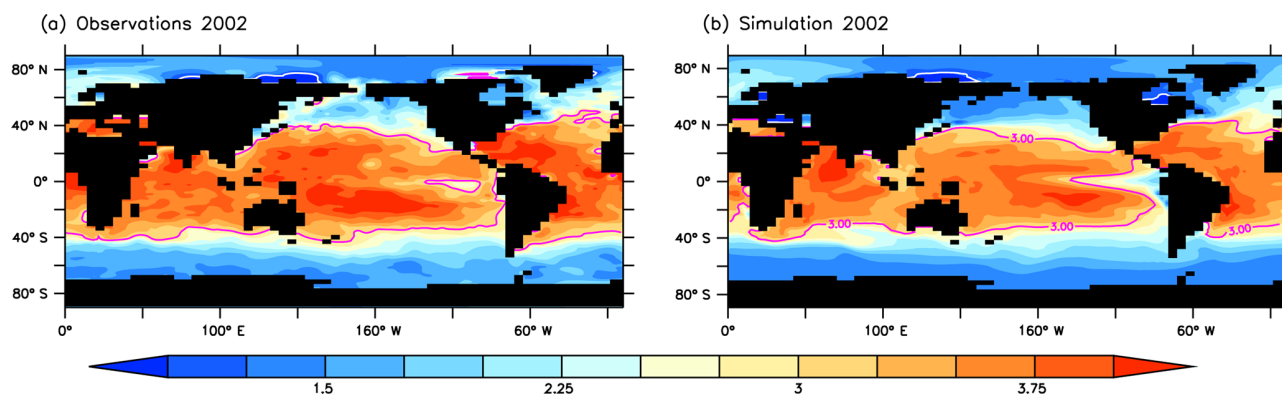 (a) Observations 2002
(b) Simulation 2002
80° N
40° N
0°
40° S
80° S
0°
100° E
160° W
60° W
80° N
40° N
0°
40° S
80° S
3.00
3.00
3.00
3.00
0°
100° E
160° W
60° W
1.5
2.25
3
3.75